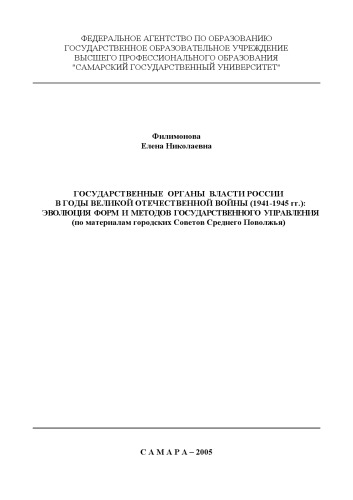 ФЕДЕРАЛЬНОЕ АГЕНТСТВО ПО ОБРАЗОВАНИЮ
ГОСУДАРСТВЕННОЕ ОБРАЗОВАТЕЛЬНОЕ УЧРЕЖДЕНИЕ
ВЫСШЕГО ПРОФЕССИОНАЛЬНОГО ОБРАЗОВАНИЯ
"САМАРСКИЙ ГОСУДАРСТВЕННЫЙ УНИВЕРСИТЕТ"
Филимонова
Елена Николаевна
ГОСУДАРСТВЕННЫЕ ОРГАНЫ ВЛАСТИ РОССИИ
В ГОДЫ ВЕЛИКОЙ ОТЕЧЕСТВЕННОЙ ВОЙНЫ (1941-1945 гг.):
ЭВОЛЮЦИЯ ФОРМ И МЕТОДОВ ГОСУДАРСТВЕННОГО УПРАВЛЕНИЯ
(по материалам городских Советов Среднего Поволжья)
С А М А Р А – 2005